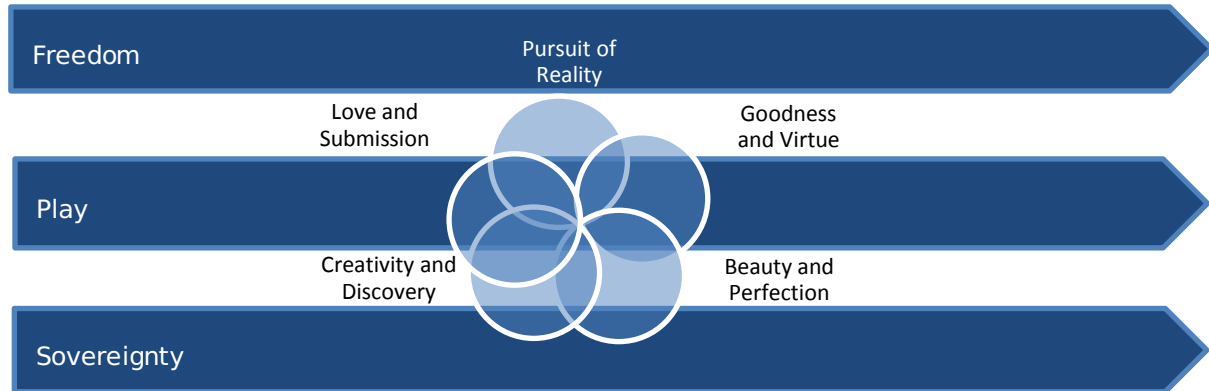 Freedom
Pursuit of
Reality
Love and
Submission
Goodness
and Virtue
Play
Creativity and
Discovery
Beauty and
Perfection
Sovereignty